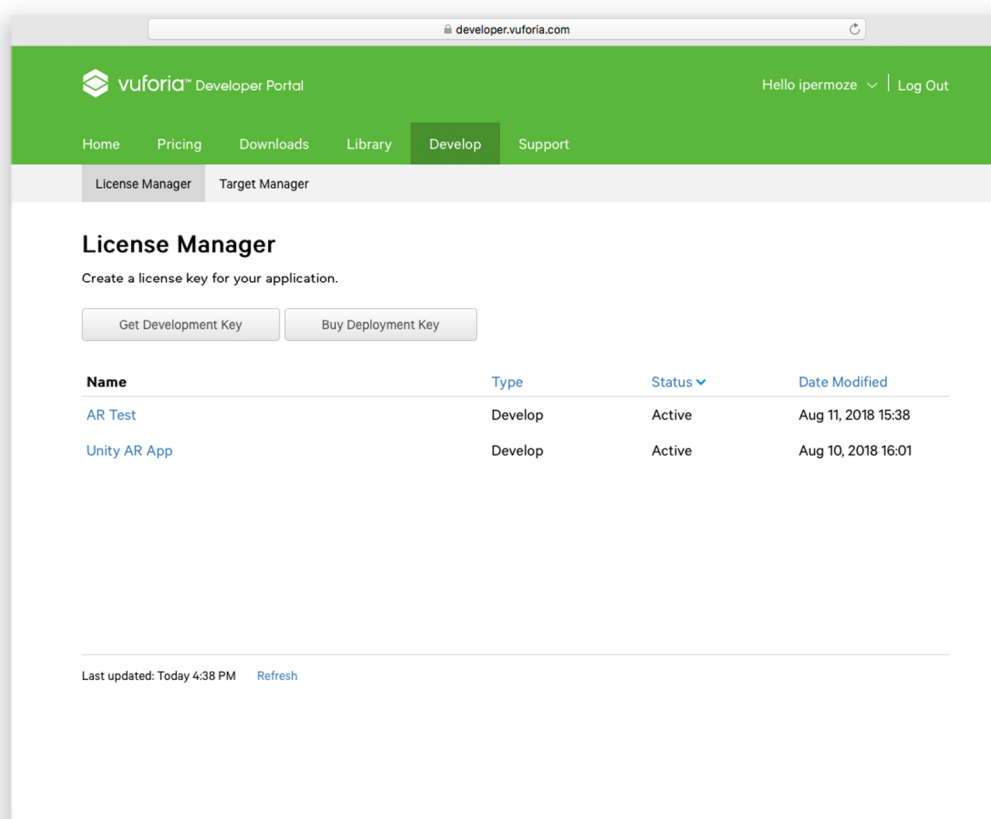 developer.vuforia.com
vuforia™ Developer Portal
Hello ipermoze Log Out
Home Pricing Downloads Library Develop Support
License Manager Target Manager
License Manager
Create a license key for your application.
Get Development Key Buy Deployment Key
Name Type Status Date Modified
AR Test Develop Active Aug 11, 2018 15:38
Unity AR App Develop Active Aug 10, 2018 16:01
Last updated: Today 4:38 PM Refresh